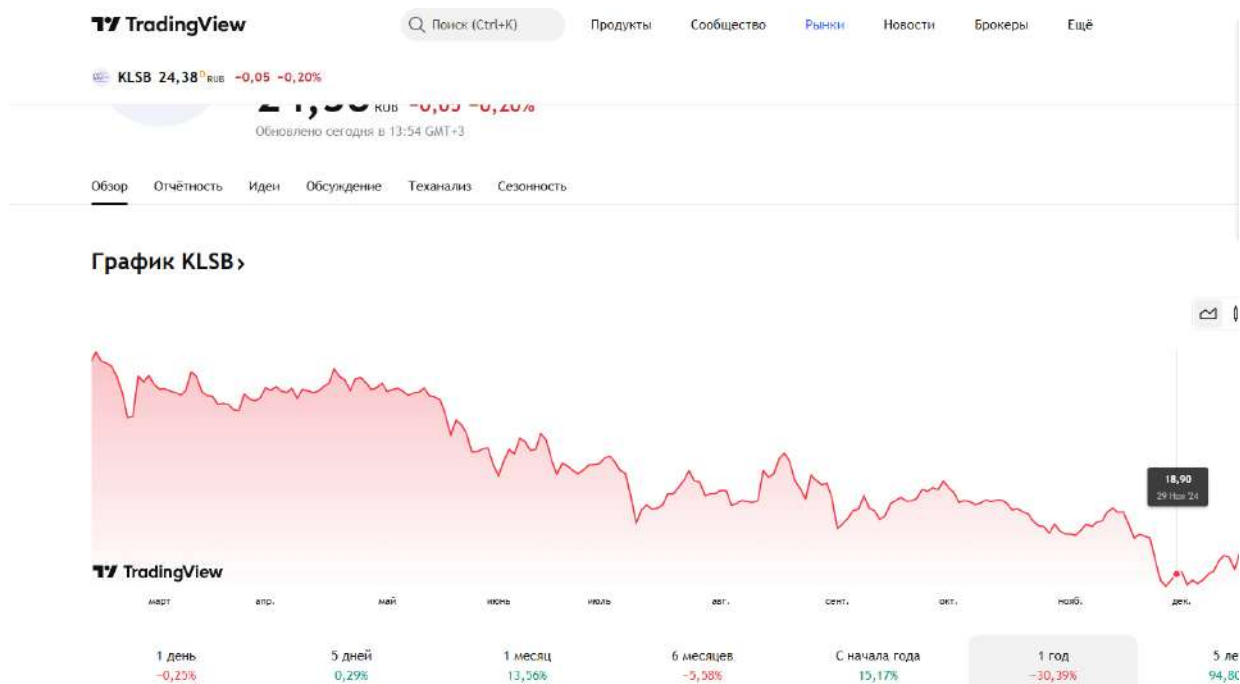 TradingView
Поиск (Ctrl+K)
Продукты Сообщество Рынки Новости Брокеры Ещё
KLSB 24,38 D RUB −0,05 −0,20%
RUB −0,05 −0,20%
Обновлено сегодня в 13:54 GMT+3
Обзор Отчётность Идеи Обсуждение Теханализ Сезонность
График KLSB ›
18,90
29 Ноя '24
TradingView
март апр. май июнь июль авг. сент. окт. нояб. дек.
1 день 5 дней 1 месяц 6 месяцев С начала года 1 год 5 ле
−0,25% 0,29% 13,56% −5,58% 15,17% −30,39% 94,80